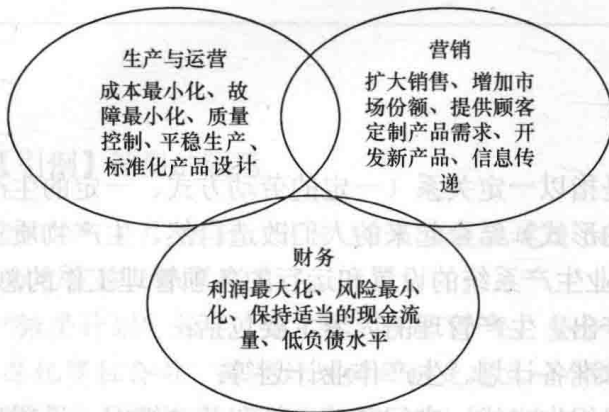 生产与运营
成本最小化、故
障最小化、质量
控制、平稳生产、
标准化产品设计
营销
扩大销售、增加市
场份额、提供顾客
定制产品需求、开
发新产品、信息传
递
财务
利润最大化、风险最小
化、保持适当的现金流
量、低负债水平